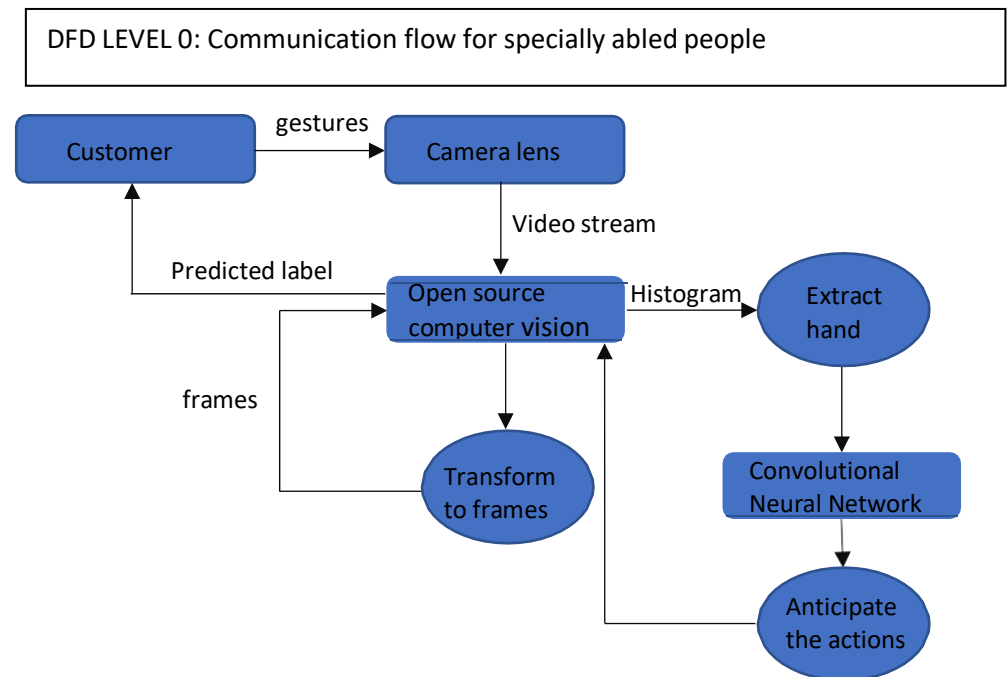 DFD LEVEL 0: Communication flow for specially abled people
gestures
Customer
Camera lens
Video stream
Predicted label
Open source
computer vision
Histogram
Extract
hand
frames
Transform
to frames
Convolutional
Neural Network
Anticipate
the actions